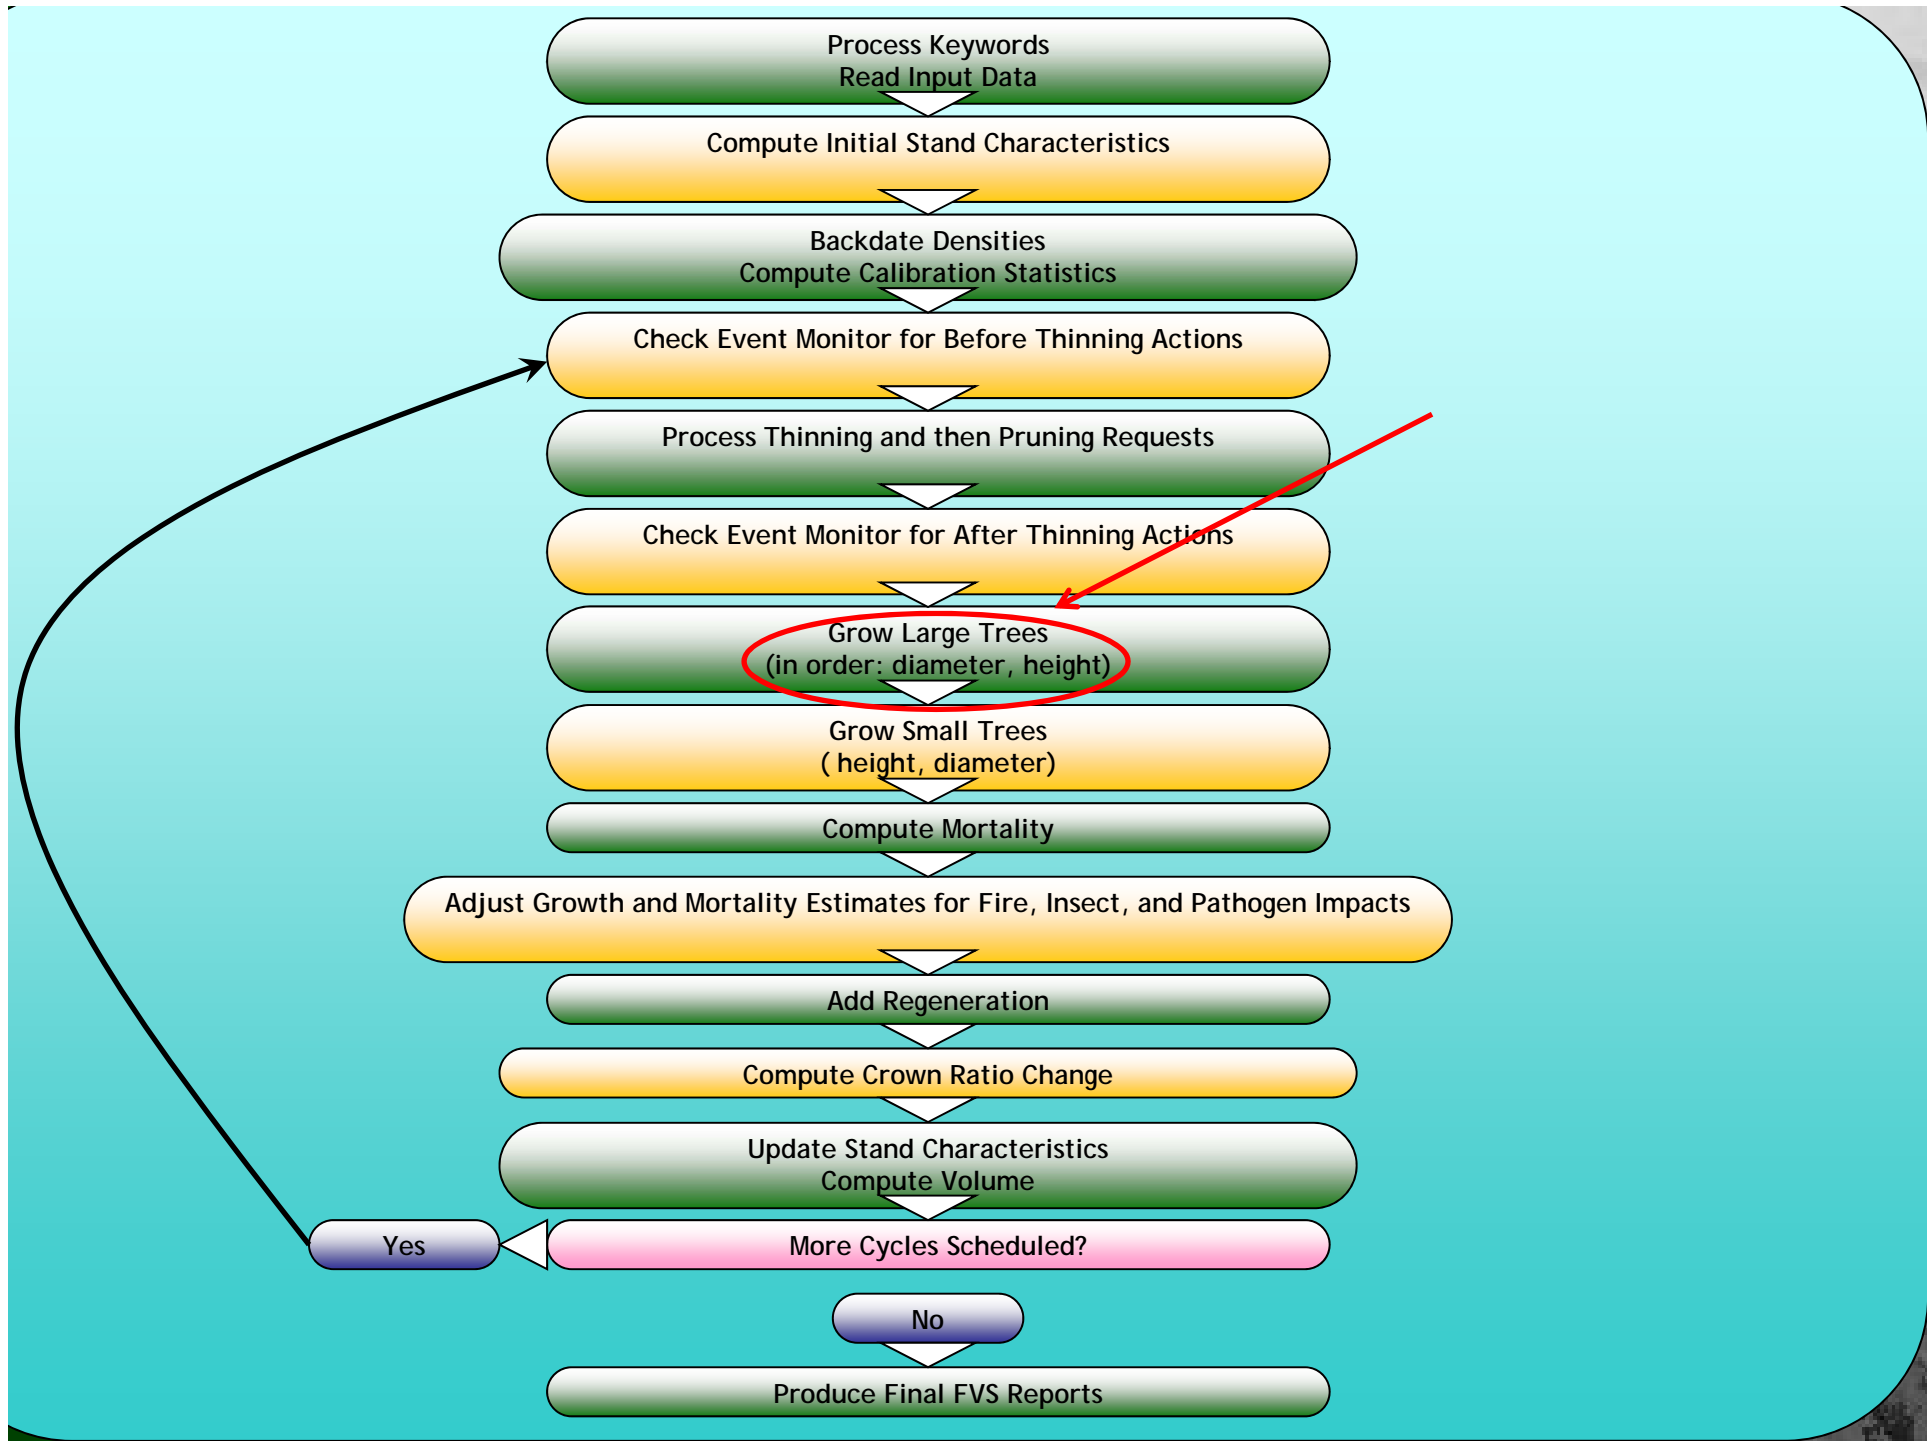 Process Keywords
Read Input Data
Compute Initial Stand Characteristics
Backdate Densities
Compute Calibration Statistics
Check Event Monitor for Before Thinning Actions
Process Thinning and then Pruning Requests
Check Event Monitor for After Thinning Actions
Grow Large Trees
(in order: diameter, height)
Grow Small Trees
( height, diameter)
Compute Mortality
Adjust Growth and Mortality Estimates for Fire, Insect, and Pathogen Impacts
Add Regeneration
Compute Crown Ratio Change
Update Stand Characteristics
Compute Volume
Yes
More Cycles Scheduled?
No
Produce Final FVS Reports